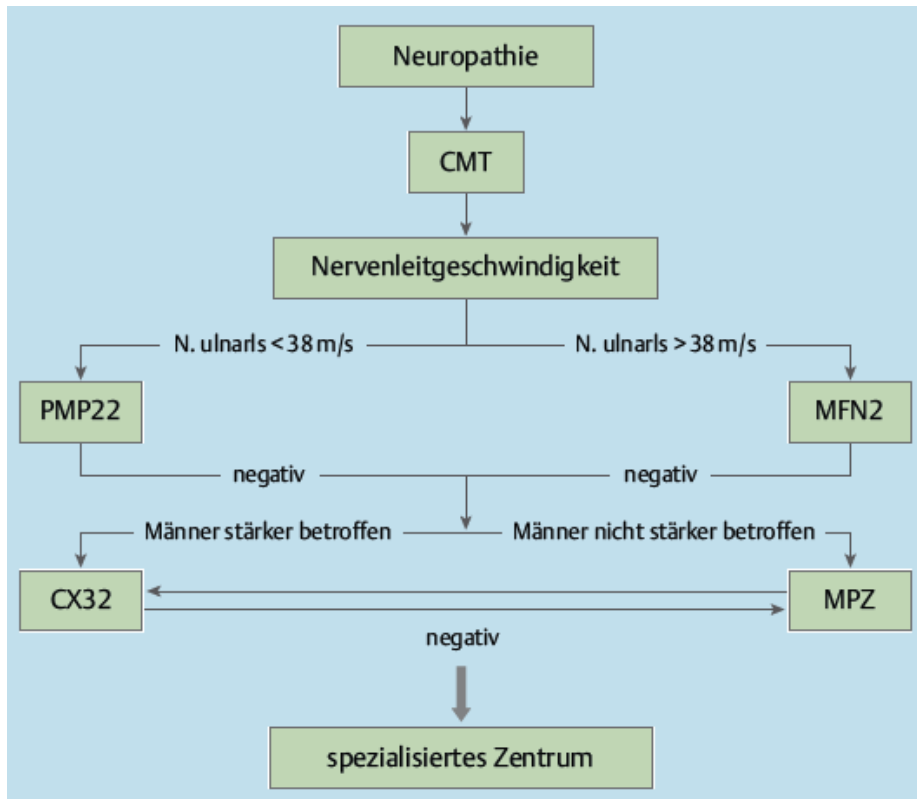 Neuropathie
CMT
Nervenleitgeschwindigkeit
N. ulnarls < 38 m/s
N. ulnarls > 38 m/s
PMP22
MFN2
negativ
negativ
Männer stärker betroffen
Männer nicht stärker betroffen
CX32
MPZ
negativ
spezialisiertes Zentrum